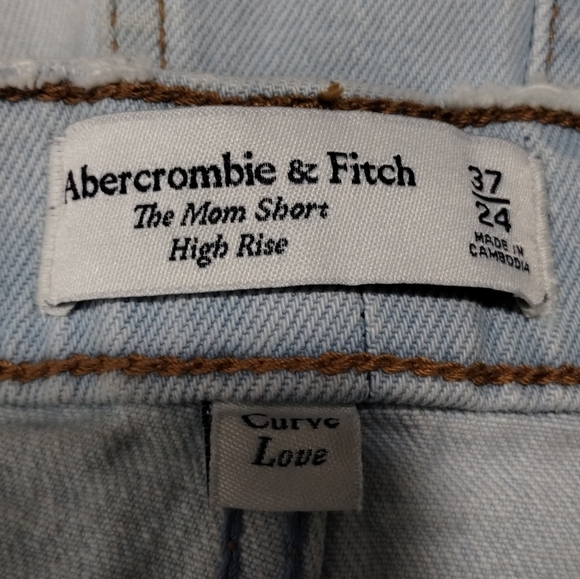 Abercrombie & Fitch
The Mom Short
High Rise
37
24
MADE IN
CAMBODIA
Curve
Love